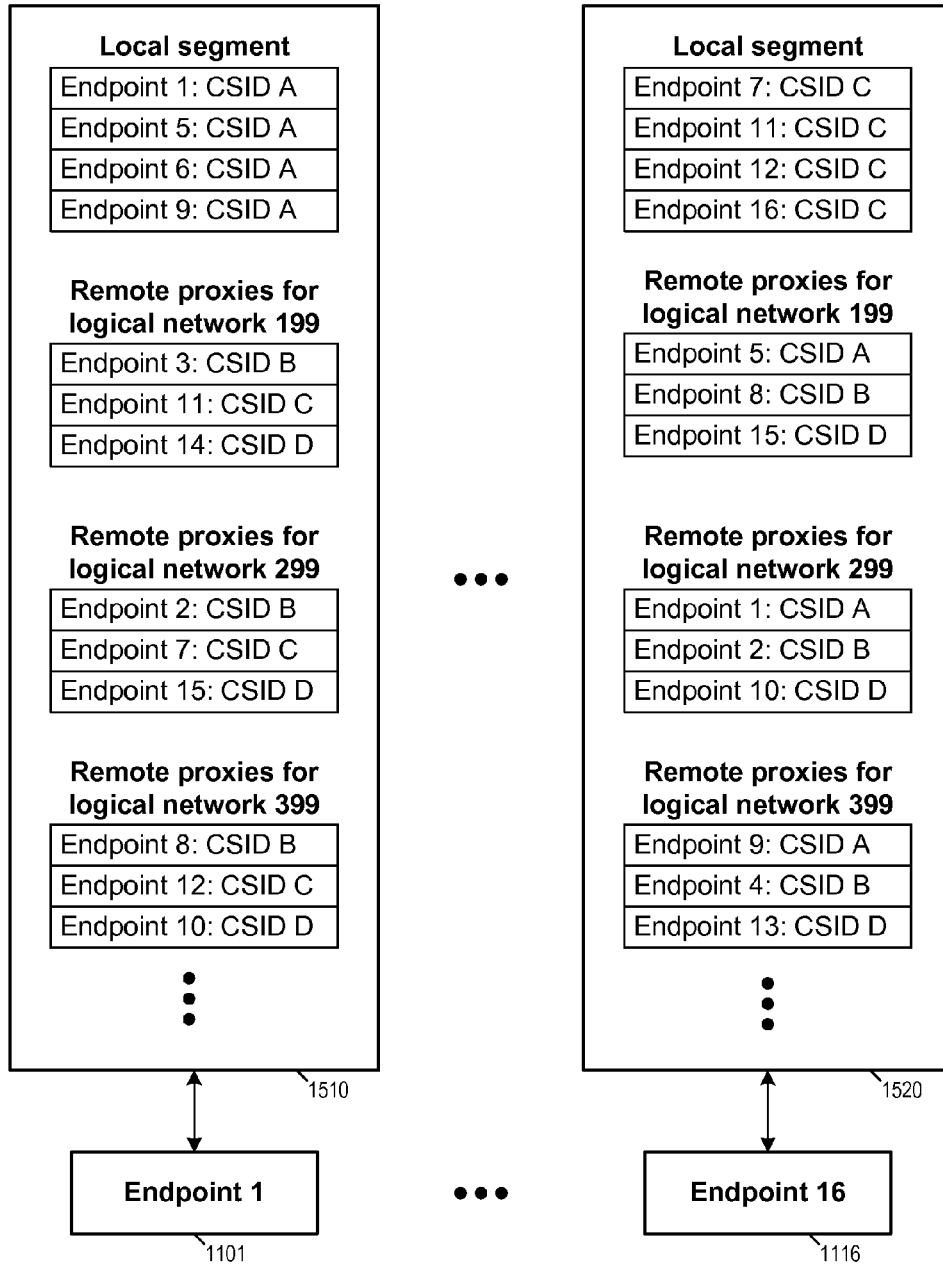 Local segment
Endpoint 1: CSID A
Endpoint 5: CSID A
Endpoint 6: CSID A
Endpoint 9: CSID A
Remote proxies for
logical network 199
Endpoint 3: CSID B
Endpoint 11: CSID C
Endpoint 14: CSID D
Remote proxies for
logical network 299
Endpoint 2: CSID B
Endpoint 7: CSID C
Endpoint 15: CSID D
Remote proxies for
logical network 399
Endpoint 8: CSID B
Endpoint 12: CSID C
Endpoint 10: CSID D
1510
Endpoint 1
1101
Local segment
Endpoint 7: CSID C
Endpoint 11: CSID C
Endpoint 12: CSID C
Endpoint 16: CSID C
Remote proxies for
logical network 199
Endpoint 5: CSID A
Endpoint 8: CSID B
Endpoint 15: CSID D
Remote proxies for
logical network 299
Endpoint 1: CSID A
Endpoint 2: CSID B
Endpoint 10: CSID D
Remote proxies for
logical network 399
Endpoint 9: CSID A
Endpoint 4: CSID B
Endpoint 13: CSID D
1520
Endpoint 16
1116